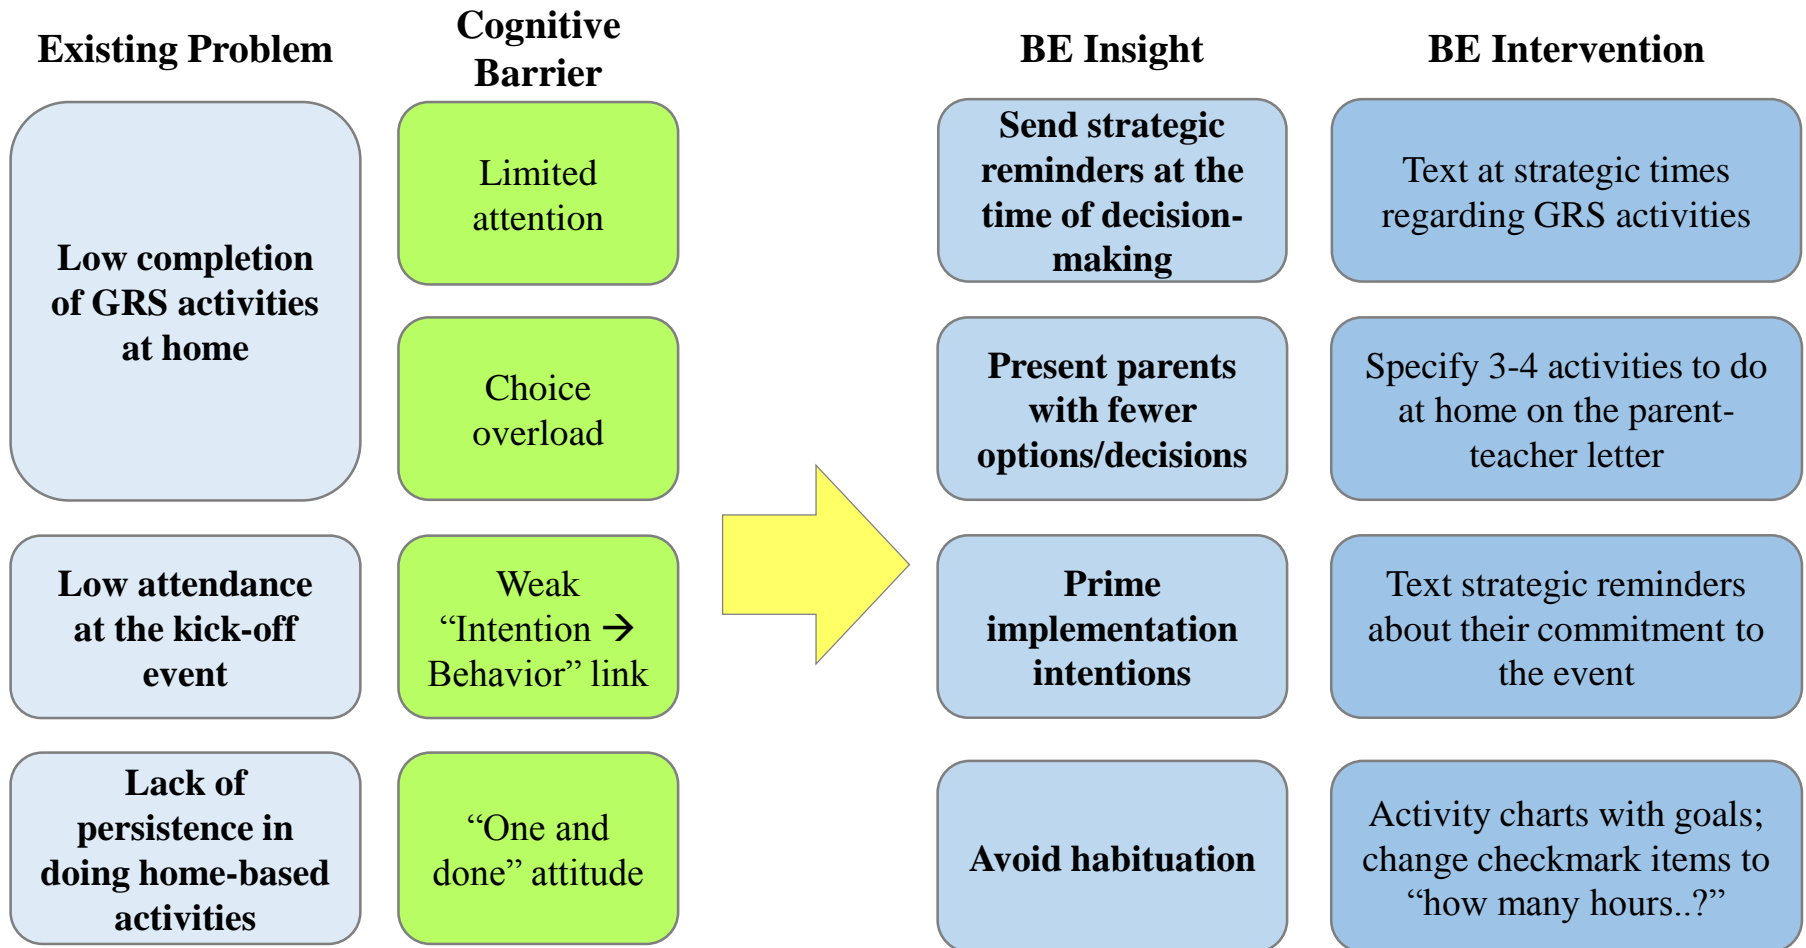 Existing Problem
Cognitive
Barrier
BE Insight
BE Intervention
Low completion
of GRS activities
at home
Limited
attention
Send strategic
reminders at the
time of decision-
making
Text at strategic times
regarding GRS activities
Choice
overload
Present parents
with fewer
options/decisions
Specify 3-4 activities to do
at home on the parent-
teacher letter
Low attendance
at the kick-off
event
Weak
“Intention →
Behavior” link
Prime
implementation
intentions
Text strategic reminders
about their commitment to
the event
Lack of
persistence in
doing home-based
activities
“One and
done” attitude
Avoid habituation
Activity charts with goals;
change checkmark items to
“how many hours..?”